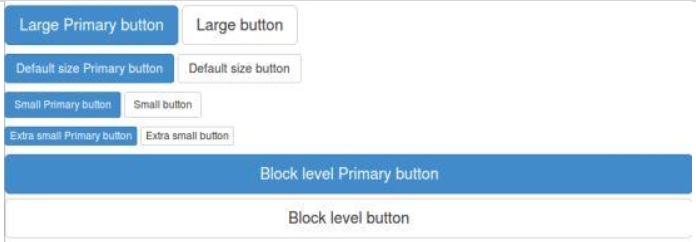 Large Primary button Large button
Default size Primary button Default size button
Small Primary button Small button
Extra small Primary button Extra small button
Block level Primary button
Block level button